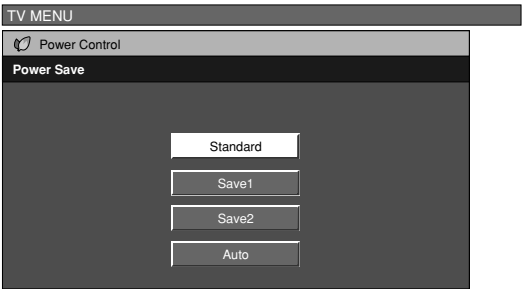 TV MENU
Power Control
Power Save
Standard
Save1
Save2
Auto